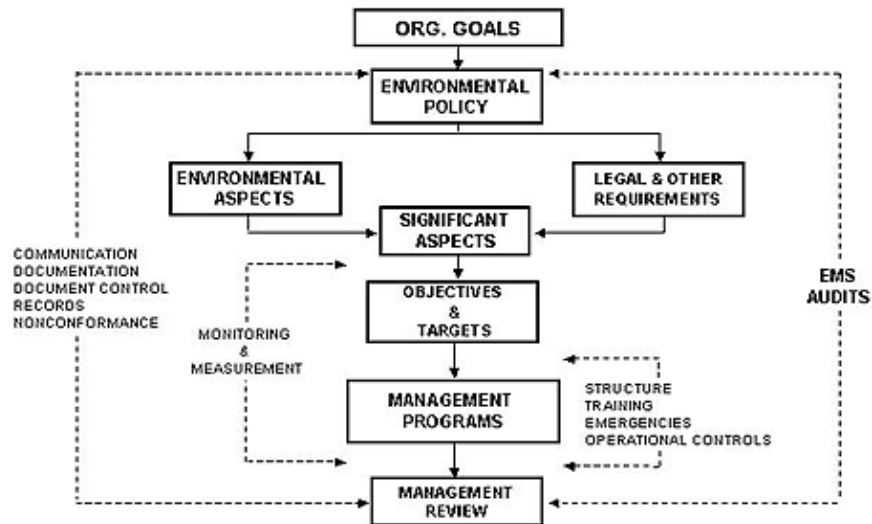 ORG. GOALS
ENVIRONMENTAL
POLICY
ENVIRONMENTAL
ASPECTS
LEGAL & OTHER
REQUIREMENTS
SIGNIFICANT
ASPECTS
COMMUNICATION
DOCUMENTATION
DOCUMENT CONTROL
RECORDS
NONCONFORMANCE
EMS
AUDITS
OBJECTIVES
&
TARGETS
MONITORING
&
MEASUREMENT
MANAGEMENT
PROGRAMS
STRUCTURE
TRAINING
EMERGENCIES
OPERATIONAL CONTROLS
MANAGEMENT
REVIEW